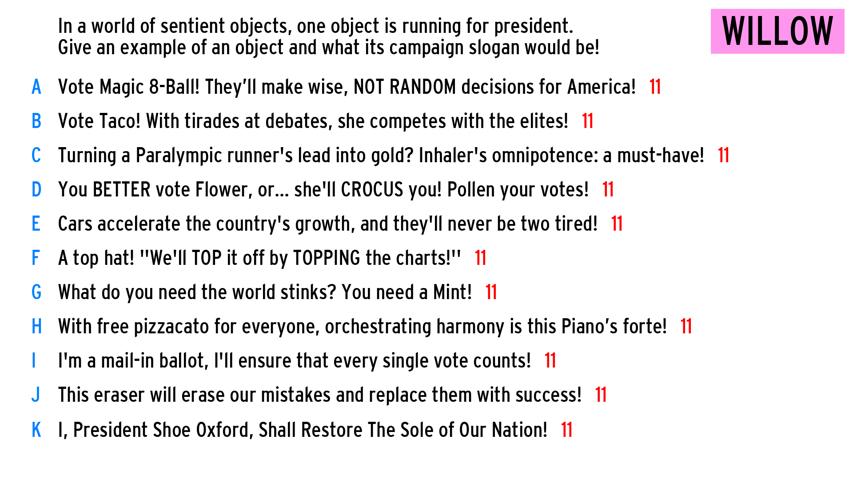 In a world of sentient objects, one object is running for president.
Give an example of an object and what its campaign slogan would be!
WILLOW
A Vote Magic 8-Ball! They'll make wise, NOT RANDOM decisions for America! 11
B Vote Taco! With tirades at debates, she competes with the elites! 11
C Turning a Paralympic runner's lead into gold? Inhaler's omnipotence: a must-have! 11
D You BETTER vote Flower, or... she'll CROCUS you! Pollen your votes! 11
E Cars accelerate the country's growth, and they'll never be two tired! 11
F A top hat! "We'll TOP it off by TOPPING the charts!" 11
G What do you need the world stinks? You need a Mint! 11
H With free pizzacato for everyone, orchestrating harmony is this Piano's forte! 11
I I'm a mail-in ballot, I'll ensure that every single vote counts! 11
J This eraser will erase our mistakes and replace them with success! 11
K I, President Shoe Oxford, Shall Restore The Sole of Our Nation! 11